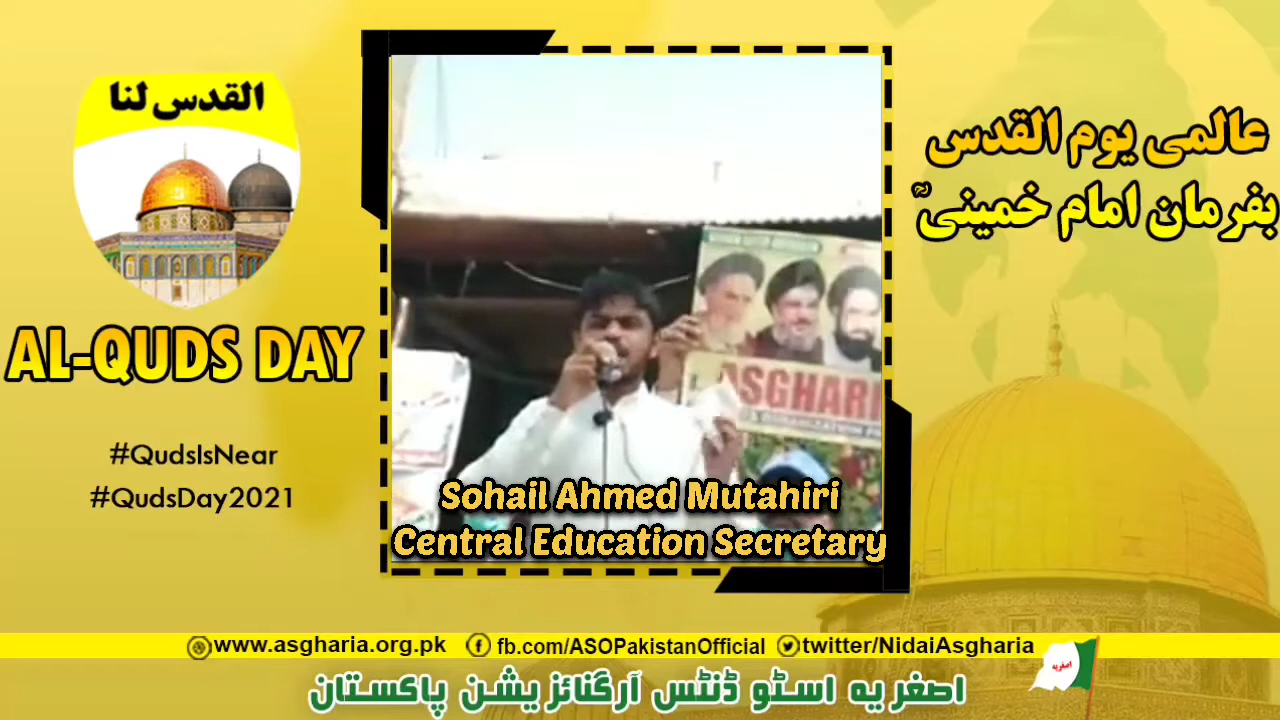 القدس لنا
AL-QUDS DAY
#QudsIsNear
#QudsDay2021
عالمی یوم القدس
بفرمان امام خمینیؒ
ASGHARI
Sohail Ahmed Mutahiri
Central Education Secretary
www.asgharia.org.pk fb.com/ASOPakistanOfficial twitter/NidaiAsgharia
اصغریہ اسٹوڈنٹس آرگنائزیشن پاکستان
اصغریہ